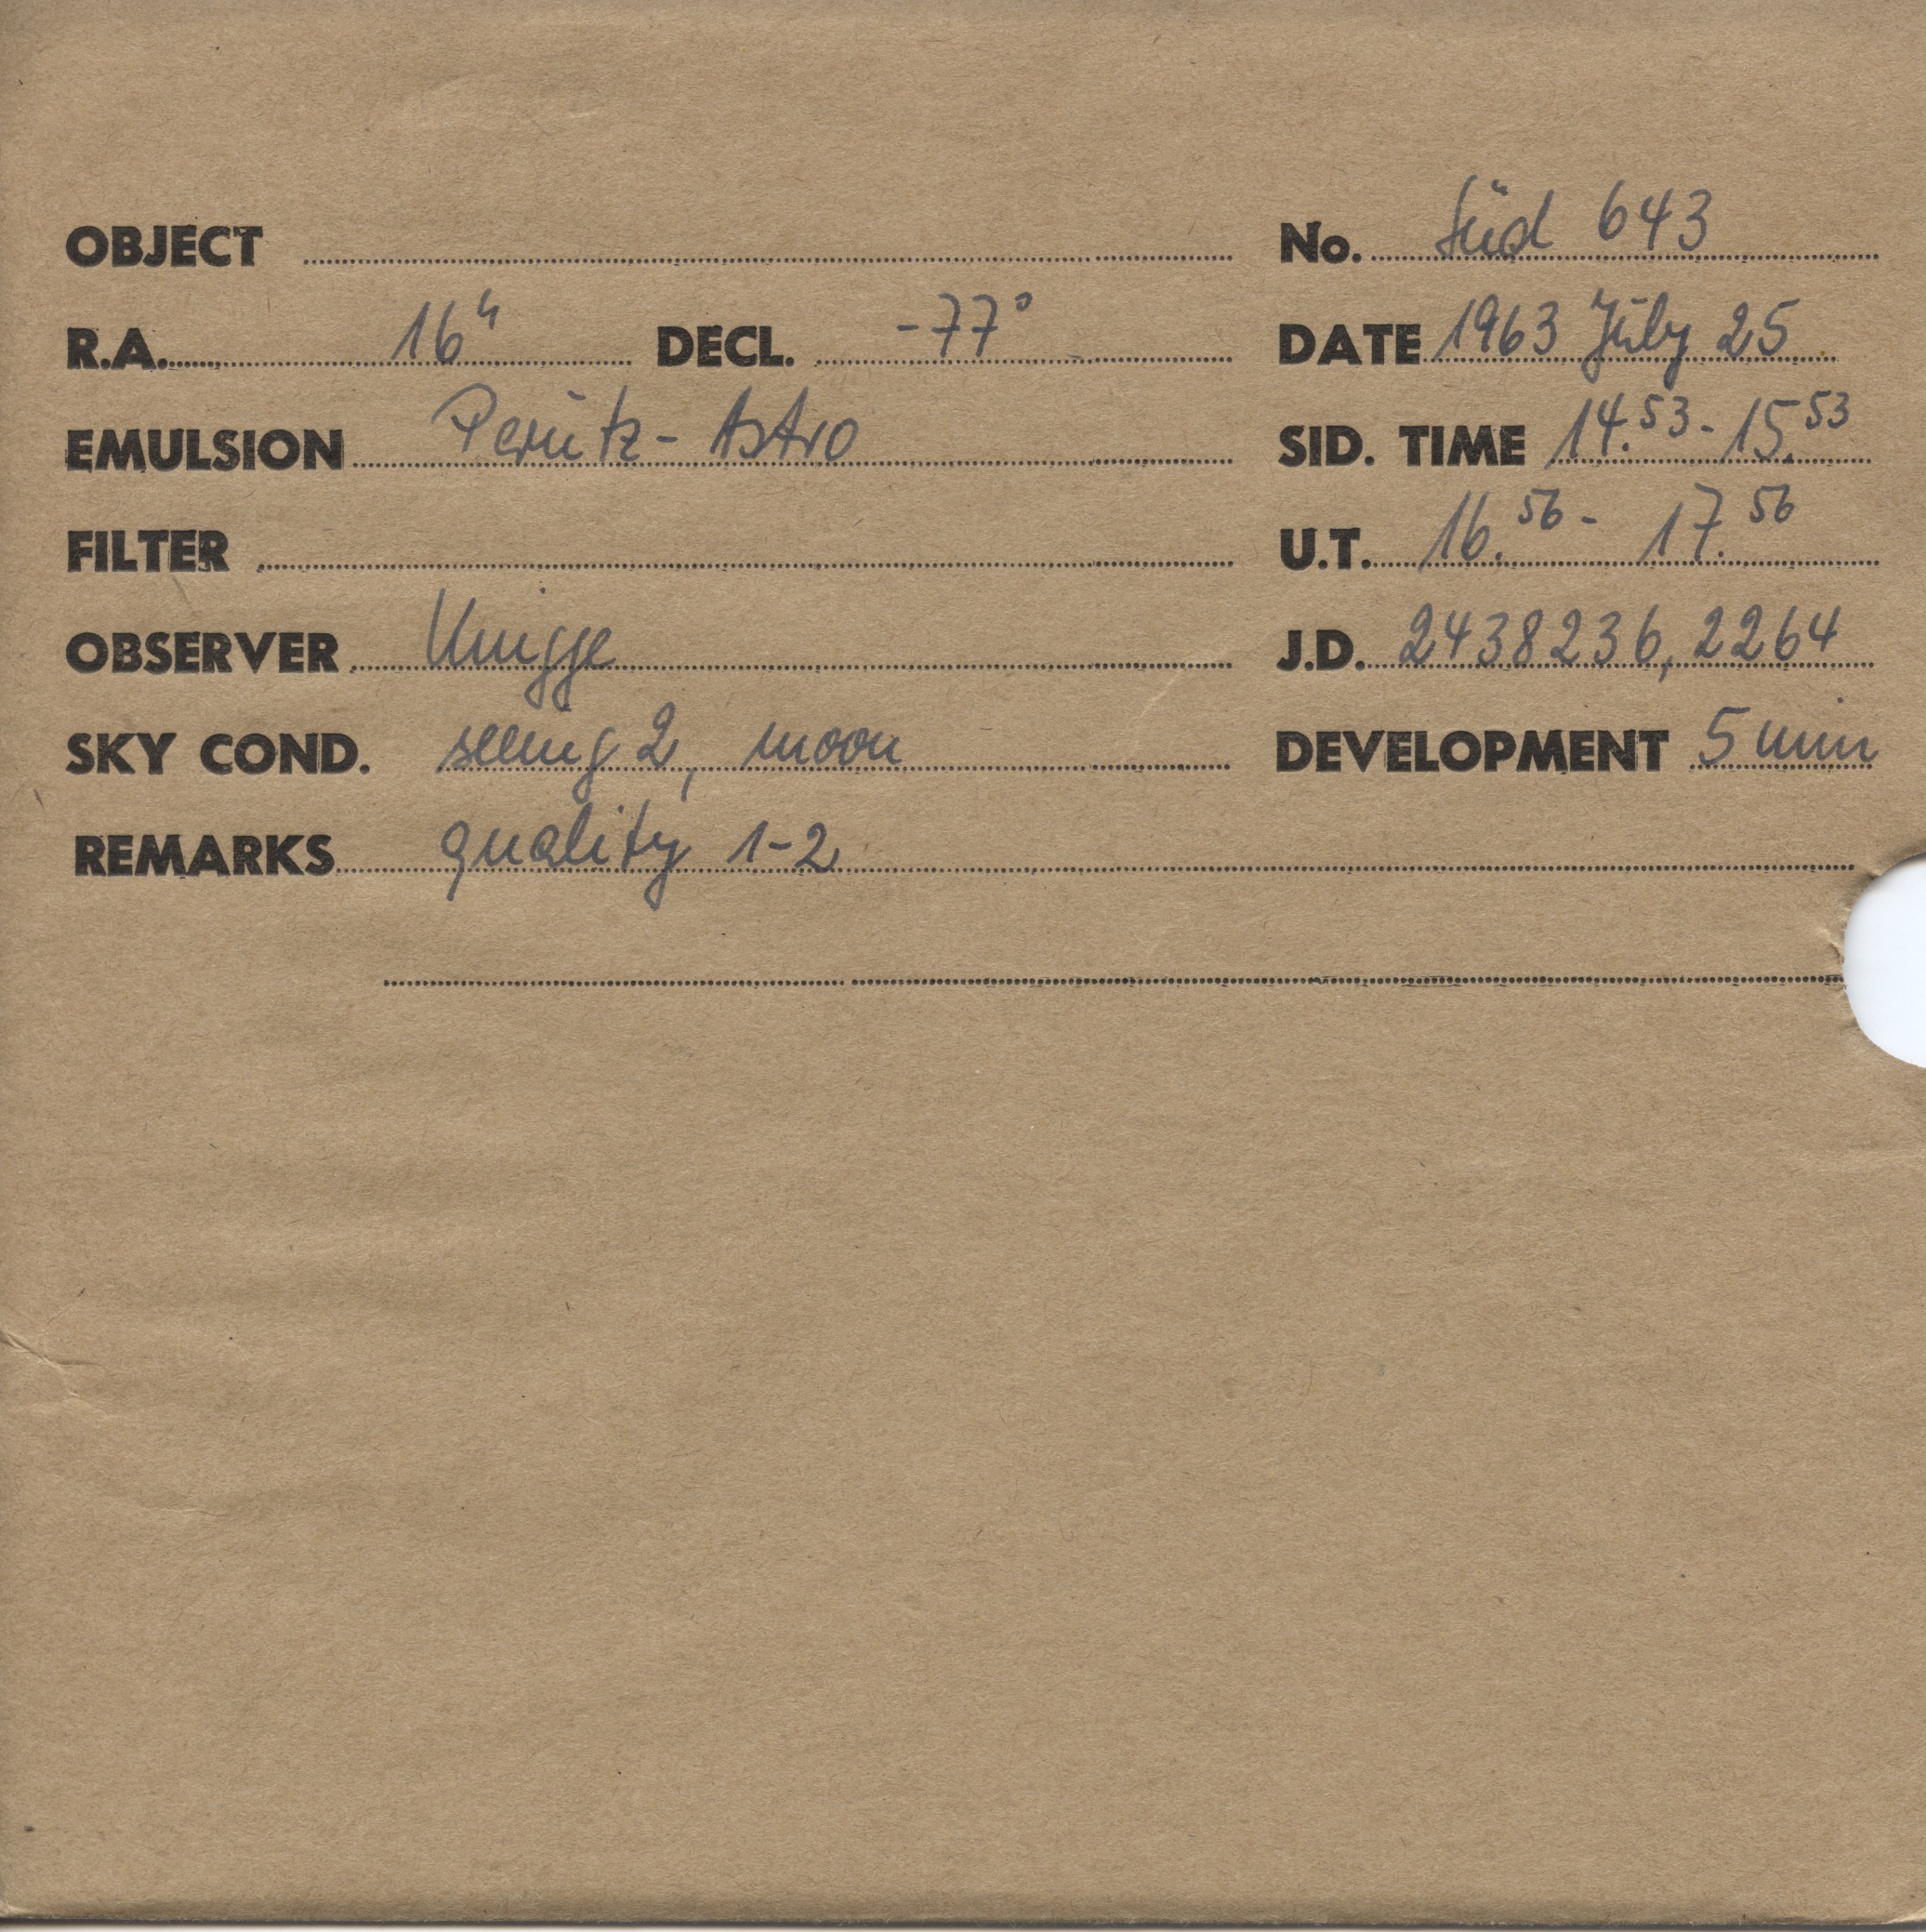 OBJECT No. Süd 643
R.A. 16h DECL. -77° DATE 1963 July 25
EMULSION Perutz-Astro SID. TIME 14.53 - 15.53
FILTER U.T. 16.56 - 17.56
OBSERVER Knigge J.D. 2438236,2264
SKY COND. seeing 2, moon DEVELOPMENT 5 min
REMARKS quality 1-2